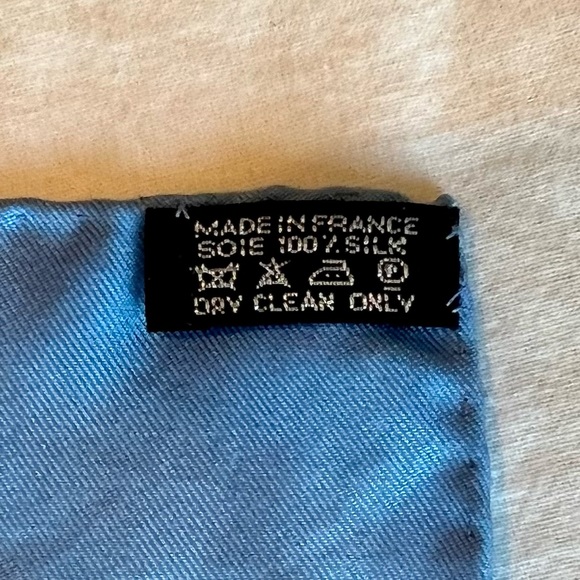 MADE IN FRANCE
SOIE 100% SILK
DRY CLEAN ONLY